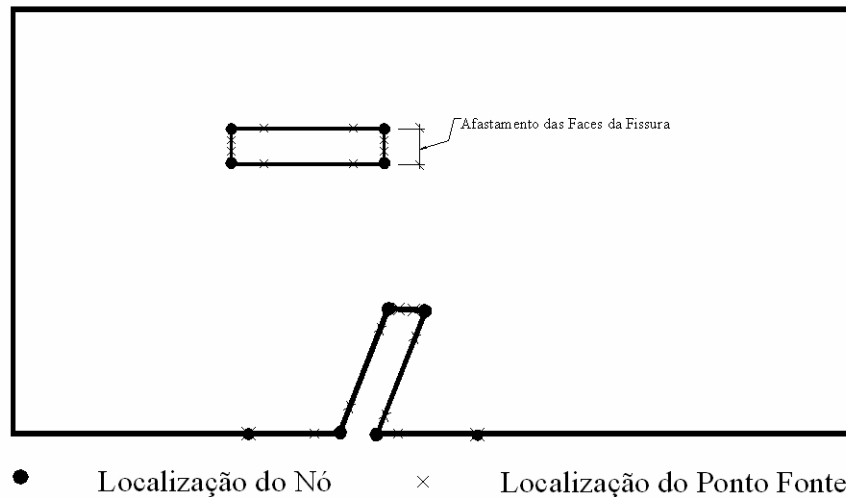 Afastamento das Faces da Fissura
Localização do Nó
Localização do Ponto Fonte